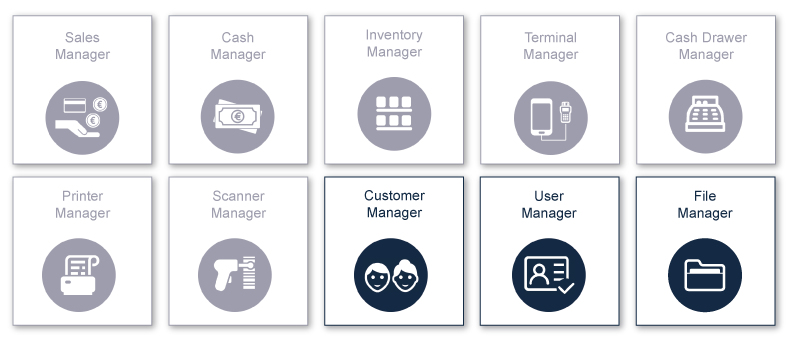 Sales
Manager
Cash
Manager
Inventory
Manager
Terminal
Manager
Cash Drawer
Manager
Printer
Manager
Scanner
Manager
Customer
Manager
User
Manager
File
Manager